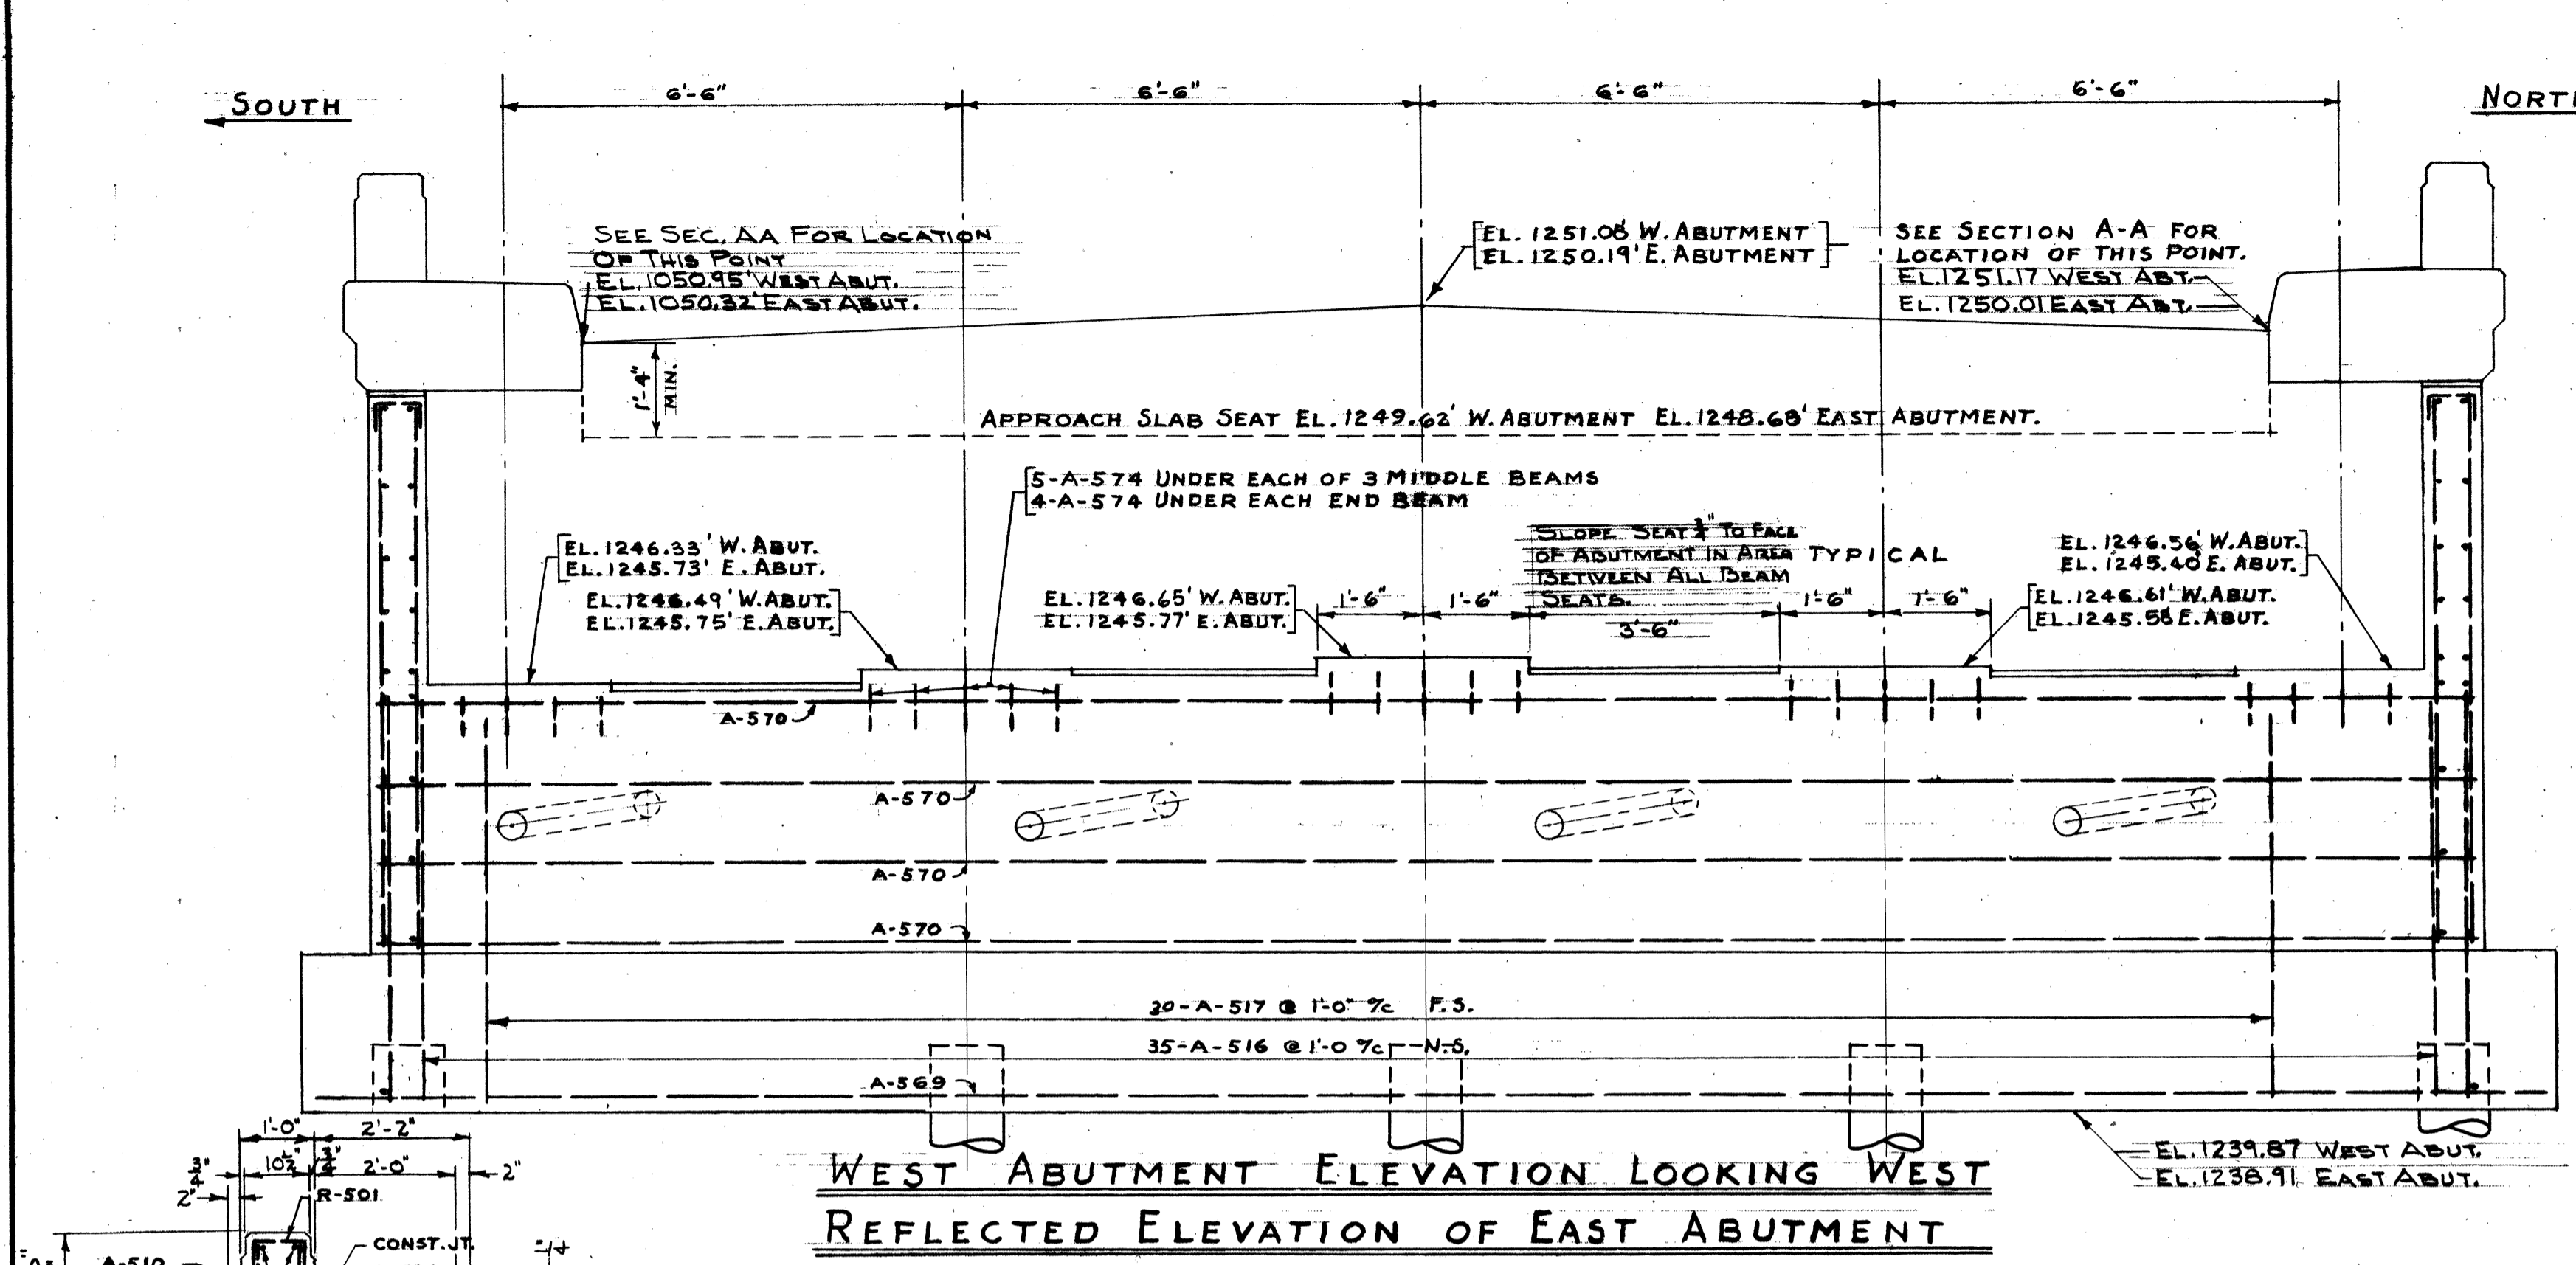 SOUTH
6'-6"
6'-6"
6'-6"
6'-6"
SEE SEC. AA FOR LOCATION
OF THIS POINT
EL. 1050.95' WEST ABUT.
EL. 1050.32' EAST ABUT.
EL. 1251.08' W. ABUTMENT
EL. 1250.19' E. ABUTMENT
SEE SECTION A-A FOR
LOCATION OF THIS POINT.
EL. 1251.17 WEST ABT.
EL. 1250.01 EAST ABT.
1'-4"
MIN.
APPROACH SLAB SEAT EL. 1249.62' W. ABUTMENT EL. 1248.68' EAST ABUTMENT.
5-A-574 UNDER EACH OF 3 MIDDLE BEAMS
4-A-574 UNDER EACH END BEAM
EL. 1246.33' W. ABUT.
EL. 1245.73' E. ABUT.
EL. 1246.49' W. ABUT.
EL. 1245.75' E. ABUT.
EL. 1246.65' W. ABUT.
EL. 1245.77' E. ABUT.
1'-6"
1'-6"
SLOPE SEAT ¾" TO FACE
OF ABUTMENT IN AREA TYPICAL
BETWEEN ALL BEAM
SEATS.
3'-6"
1'-6"
1'-6"
EL. 1246.56' W. ABUT.
EL. 1245.40' E. ABUT.
EL. 1246.61' W. ABUT.
EL. 1245.58 E. ABUT.
A-570
A-570
A-570
A-570
30-A-517 @ 1'-0" %c F.S.
35-A-516 @ 1'-0 %c N.S.
A-569
EL. 1239.87 WEST ABUT.
EL. 1238.91 EAST ABUT.
WEST ABUTMENT ELEVATION LOOKING WEST
REFLECTED ELEVATION OF EAST ABUTMENT
1'-0"
2'-2"
¾"
10½"
¾"
2'-0"
2"
2"
R-501
CONST. JT.
A-510